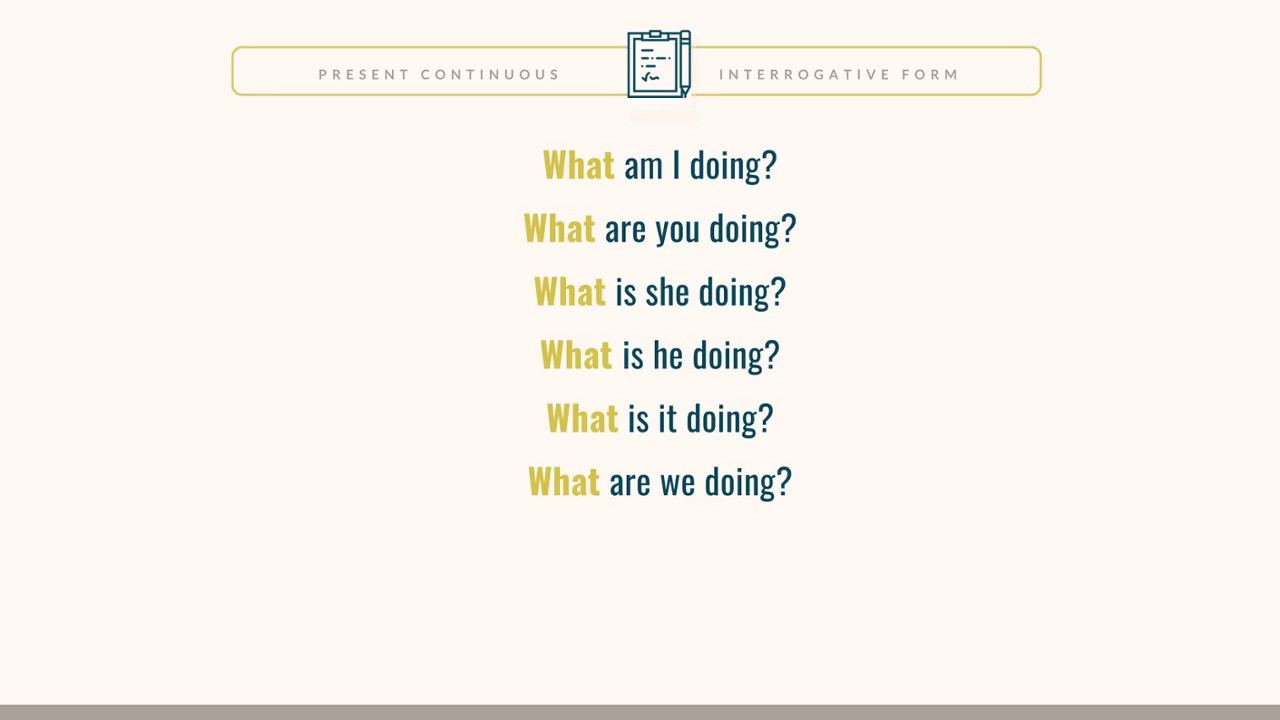 PRESENT CONTINUOUS INTERROGATIVE FORM
What am I doing?
What are you doing?
What is she doing?
What is he doing?
What is it doing?
What are we doing?